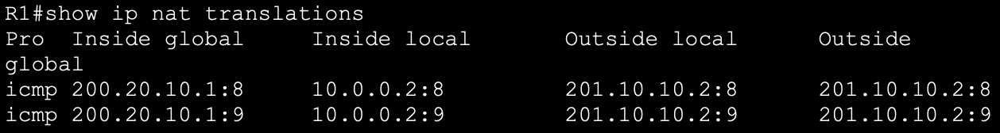 R1#show ip nat translations
Pro  Inside global     Inside local       Outside local      Outside
global
icmp 200.20.10.1:8     10.0.0.2:8         201.10.10.2:8      201.10.10.2:8
icmp 200.20.10.1:9     10.0.0.2:9         201.10.10.2:9      201.10.10.2:9